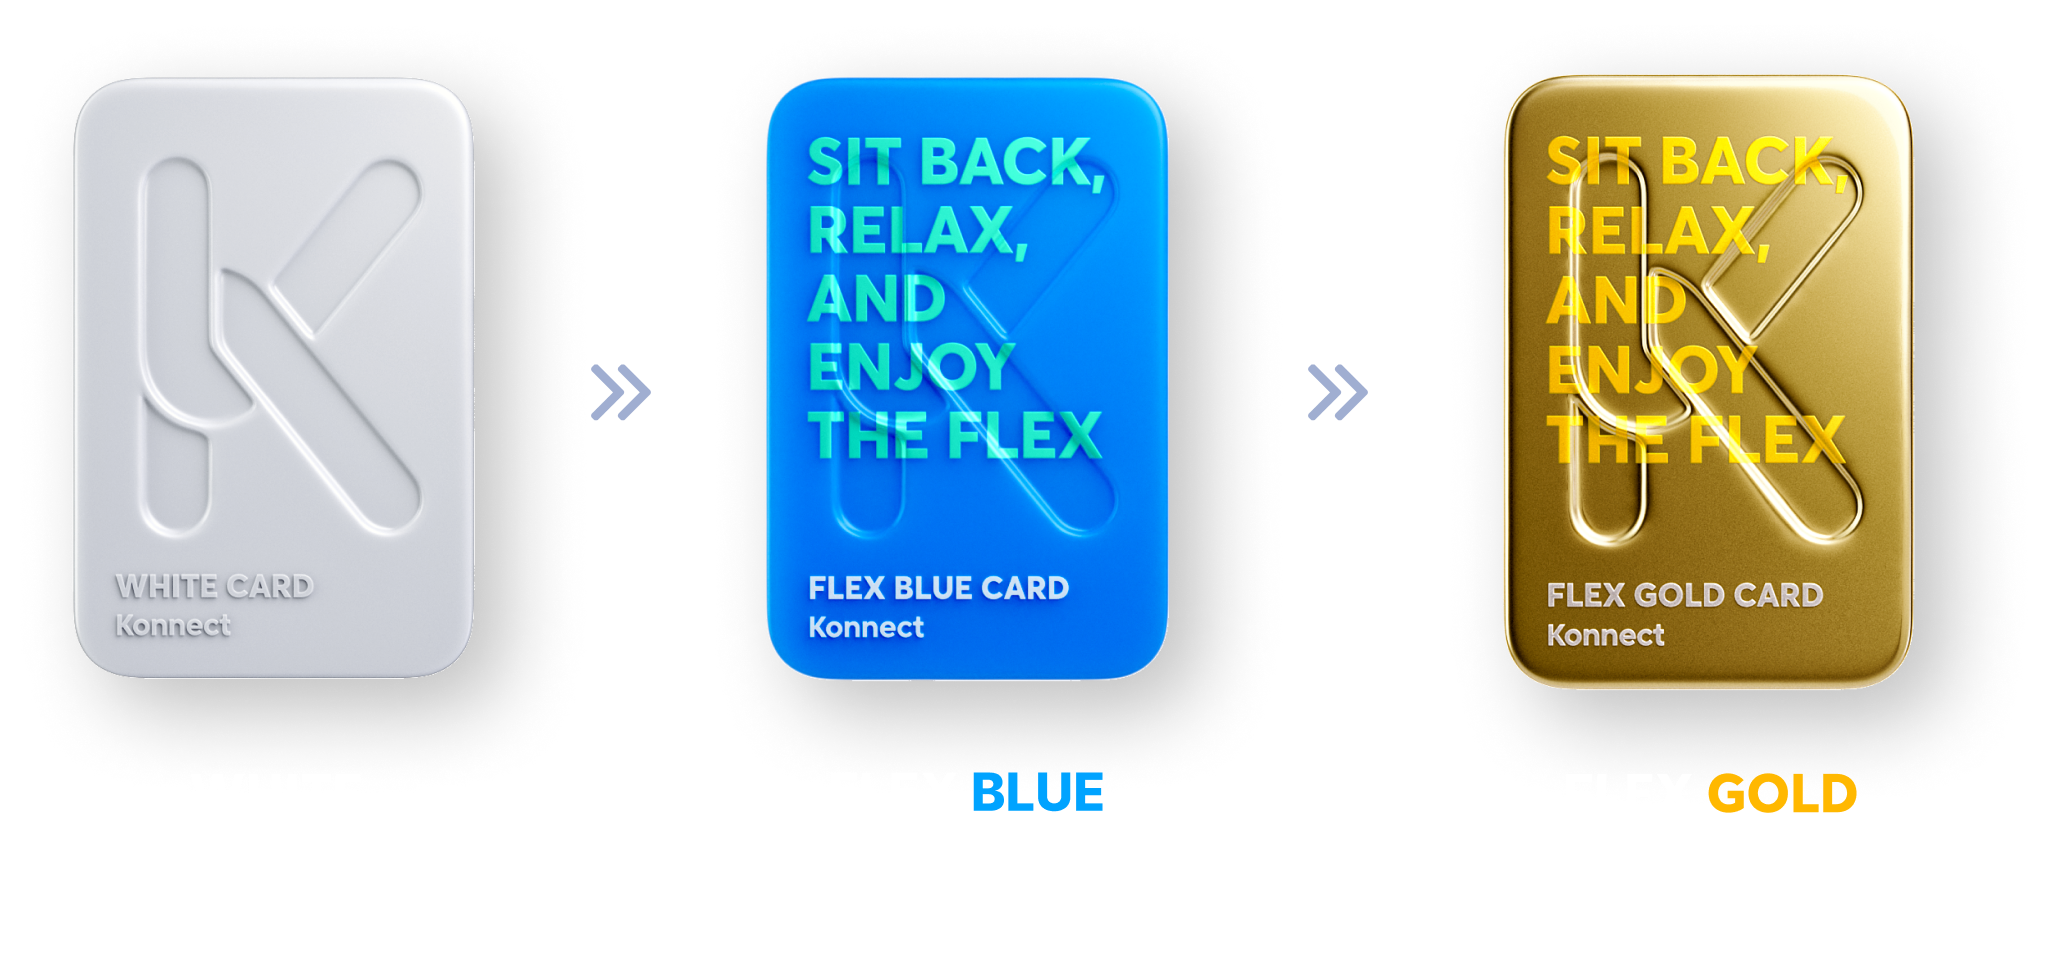 WHITE CARD
Konnect
SIT BACK,
RELAX,
AND
ENJOY
THE FLEX
FLEX BLUE CARD
Konnect
BLUE
SIT BACK,
RELAX,
AND
ENJOY
THE FLEX
FLEX GOLD CARD
Konnect
FLEX GOLD